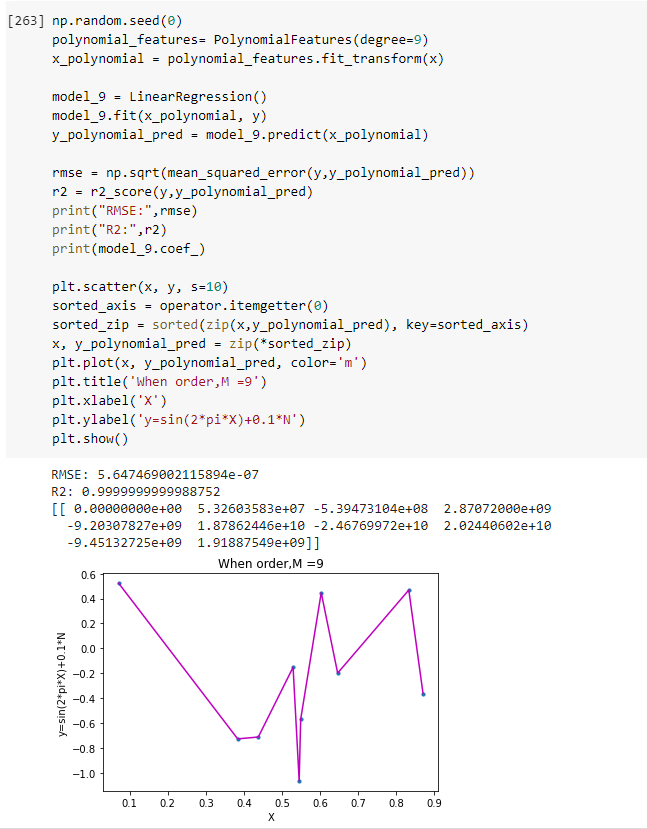 [263] np.random.seed(0)
polynomial_features= PolynomialFeatures(degree=9)
x_polynomial = polynomial_features.fit_transform(x)
model_9 = LinearRegression()
model_9.fit(x_polynomial, y)
y_polynomial_pred = model_9.predict(x_polynomial)
rmse = np.sqrt(mean_squared_error(y,y_polynomial_pred))
r2 = r2_score(y,y_polynomial_pred)
print("RMSE:",rmse)
print("R2:",r2)
print(model_9.coef_)
plt.scatter(x, y, s=10)
sorted_axis = operator.itemgetter(0)
sorted_zip = sorted(zip(x,y_polynomial_pred), key=sorted_axis)
x, y_polynomial_pred = zip(*sorted_zip)
plt.plot(x, y_polynomial_pred, color='m')
plt.title('When order,M =9')
plt.xlabel('X')
plt.ylabel('y=sin(2*pi*X)+0.1*N')
plt.show()
RMSE: 5.647469002115894e-07
R2: 0.9999999999988752
[[ 0.00000000e+00 5.32603583e+07 -5.39473104e+08 2.87072000e+09
-9.20307827e+09 1.87862446e+10 -2.46769972e+10 2.02440602e+10
-9.45132725e+09 1.91887549e+09]]
When order,M =9
0.6
0.4
0.2
0.0
−0.2
−0.4
−0.6
−0.8
−1.0
y=sin(2*pi*X)+0.1*N
0.1 0.2 0.3 0.4 0.5 0.6 0.7 0.8 0.9
X